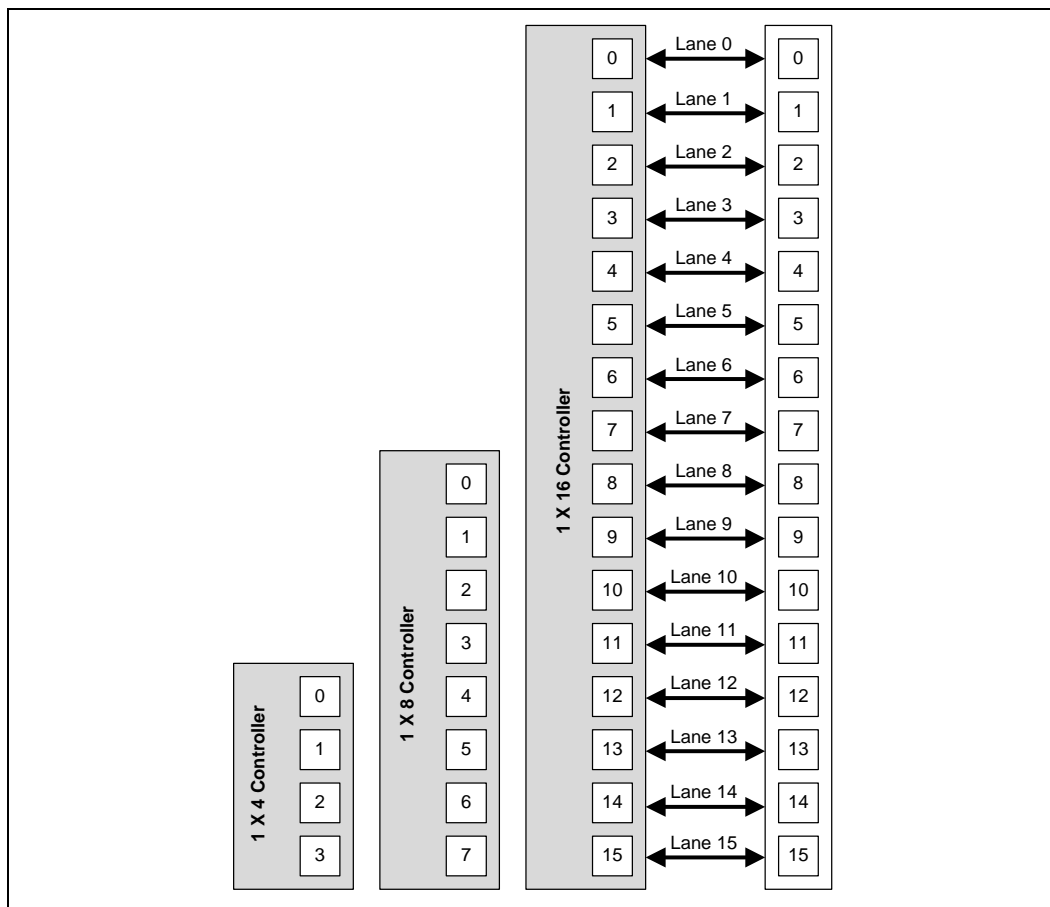 1 X 4 Controller
0
1
2
3
1 X 8 Controller
0
1
2
3
4
5
6
7
1 X 16 Controller
0 Lane 0 0
1 Lane 1 1
2 Lane 2 2
3 Lane 3 3
4 Lane 4 4
5 Lane 5 5
6 Lane 6 6
7 Lane 7 7
8 Lane 8 8
9 Lane 9 9
10 Lane 10 10
11 Lane 11 11
12 Lane 12 12
13 Lane 13 13
14 Lane 14 14
15 Lane 15 15